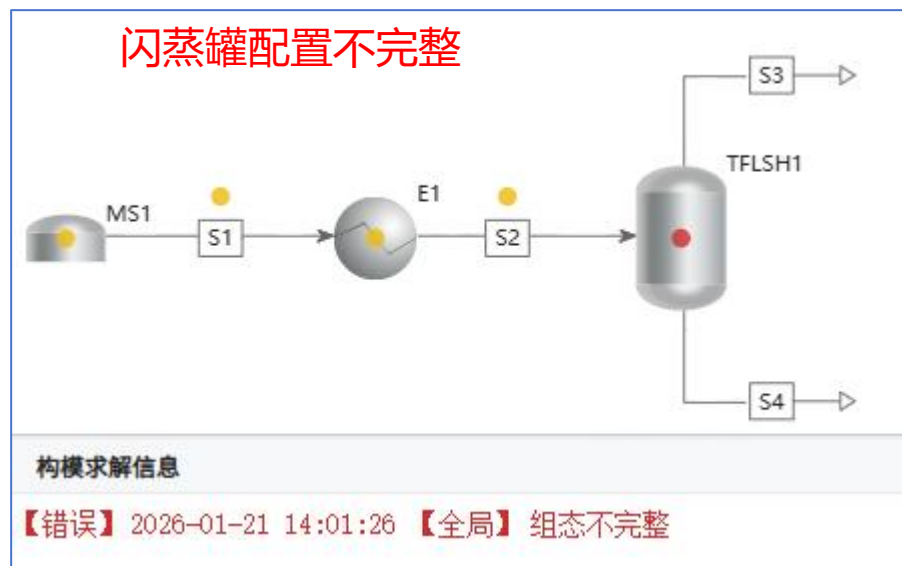 闪蒸罐配置不完整
S3
TFLSH1
E1
MS1
S1
S2
S4
构模求解信息
【错误】 2026-01-21 14:01:26 【全局】 组态不完整